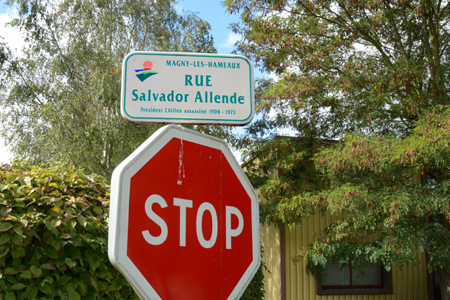 MAGNY-LES-HAMEAUX
RUE
Salvador Allende
Président Chilien assassiné 1908 - 1973
STOP